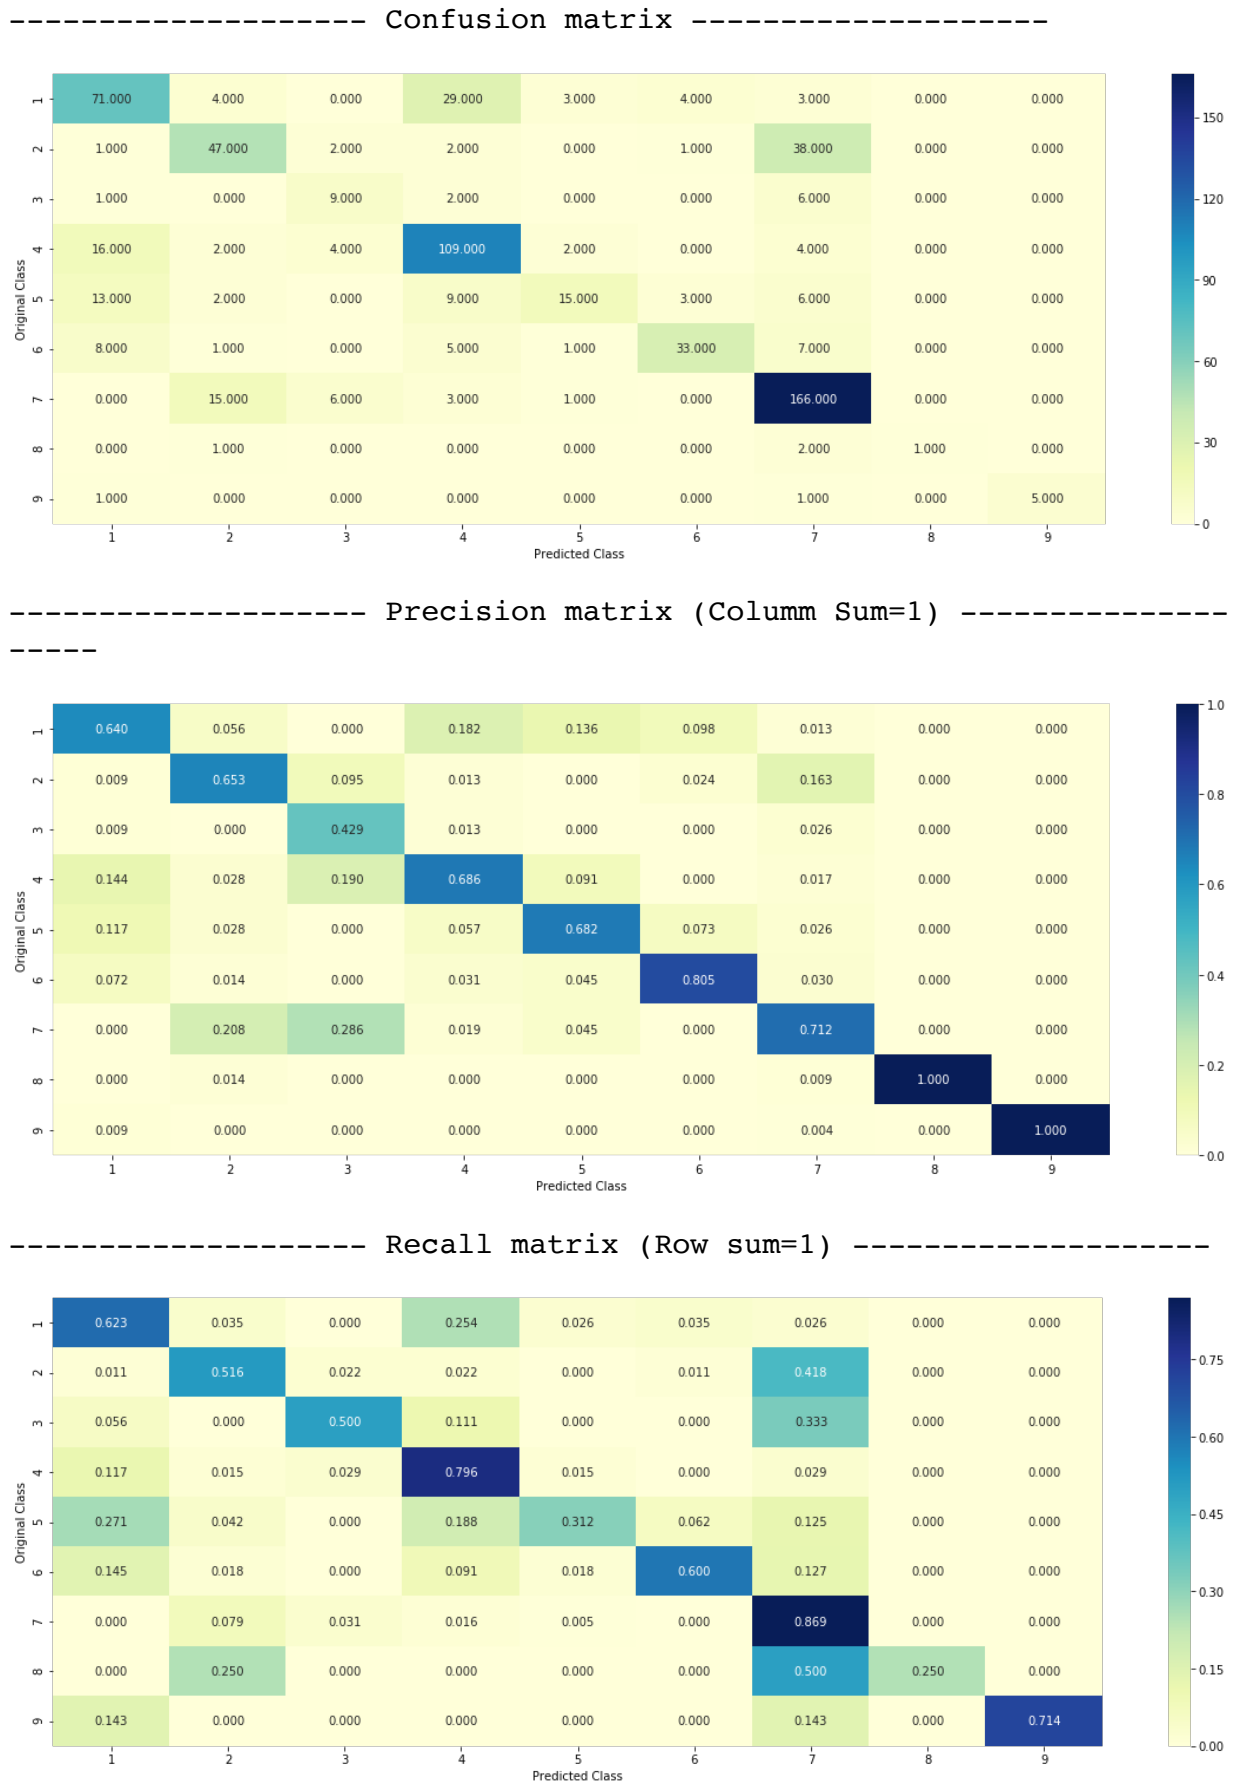 -------------------- Confusion matrix --------------------
1 71.000 4.000 0.000 29.000 3.000 4.000 3.000 0.000 0.000
2 1.000 47.000 2.000 2.000 0.000 1.000 38.000 0.000 0.000
3 1.000 0.000 9.000 2.000 0.000 0.000 6.000 0.000 0.000
4 16.000 2.000 4.000 109.000 2.000 0.000 4.000 0.000 0.000
5 13.000 2.000 0.000 9.000 15.000 3.000 6.000 0.000 0.000
6 8.000 1.000 0.000 5.000 1.000 33.000 7.000 0.000 0.000
7 0.000 15.000 6.000 3.000 1.000 0.000 166.000 0.000 0.000
8 0.000 1.000 0.000 0.000 0.000 0.000 2.000 1.000 0.000
9 1.000 0.000 0.000 0.000 0.000 0.000 1.000 0.000 5.000
1 2 3 4 5 6 7 8 9
Predicted Class
Original Class
150
120
90
60
30
0
-------------------- Precision matrix (Columm Sum=1) ---------------
-----
1 0.640 0.056 0.000 0.182 0.136 0.098 0.013 0.000 0.000
2 0.009 0.653 0.095 0.013 0.000 0.024 0.163 0.000 0.000
3 0.009 0.000 0.429 0.013 0.000 0.000 0.026 0.000 0.000
4 0.144 0.028 0.190 0.686 0.091 0.000 0.017 0.000 0.000
5 0.117 0.028 0.000 0.057 0.682 0.073 0.026 0.000 0.000
6 0.072 0.014 0.000 0.031 0.045 0.805 0.030 0.000 0.000
7 0.000 0.208 0.286 0.019 0.045 0.000 0.712 0.000 0.000
8 0.000 0.014 0.000 0.000 0.000 0.000 0.009 1.000 0.000
9 0.009 0.000 0.000 0.000 0.000 0.000 0.004 0.000 1.000
1 2 3 4 5 6 7 8 9
Predicted Class
Original Class
1.0
0.8
0.6
0.4
0.2
0.0
-------------------- Recall matrix (Row sum=1) --------------------
1 0.623 0.035 0.000 0.254 0.026 0.035 0.026 0.000 0.000
2 0.011 0.516 0.022 0.022 0.000 0.011 0.418 0.000 0.000
3 0.056 0.000 0.500 0.111 0.000 0.000 0.333 0.000 0.000
4 0.117 0.015 0.029 0.796 0.015 0.000 0.029 0.000 0.000
5 0.271 0.042 0.000 0.188 0.312 0.062 0.125 0.000 0.000
6 0.145 0.018 0.000 0.091 0.018 0.600 0.127 0.000 0.000
7 0.000 0.079 0.031 0.016 0.005 0.000 0.869 0.000 0.000
8 0.000 0.250 0.000 0.000 0.000 0.000 0.500 0.250 0.000
9 0.143 0.000 0.000 0.000 0.000 0.000 0.143 0.000 0.714
1 2 3 4 5 6 7 8 9
Predicted Class
Original Class
0.75
0.60
0.45
0.30
0.15
0.00